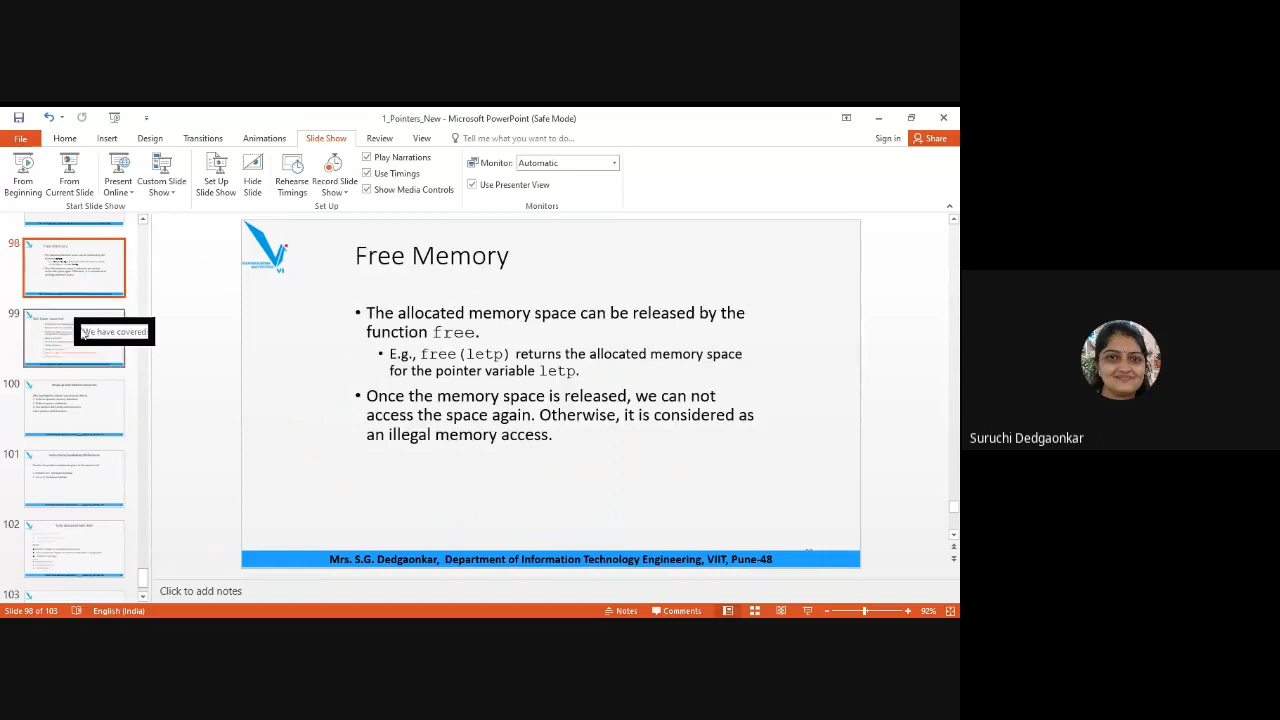 1_Pointers_New - Microsoft PowerPoint (Safe Mode)
File Home Insert Design Transitions Animations Slide Show Review View Tell me what you want to do... Sign in Share
From Beginning
From Current Slide
Present Online
Custom Slide Show
Set Up Slide Show
Hide Slide
Rehearse Timings
Record Slide Show
Play Narrations
Use Timings
Show Media Controls
Monitor: Automatic
Use Presenter View
Start Slide Show
Set Up
Monitors
98
Free Memory
99
We have covered
100
101
102
103
VI
Free Memory
• The allocated memory space can be released by the
function free
• E.g., free(letp) returns the allocated memory space
for the pointer variable letp.
• Once the memory space is released, we can not
access the space again. Otherwise, it is considered as
an illegal memory access.
Mrs. S.G. Dedgaonkar, Department of Information Technology Engineering, VIIT, Pune-48
Click to add notes
Slide 98 of 103 English (India) Notes Comments 92%
Suruchi Dedgaonkar